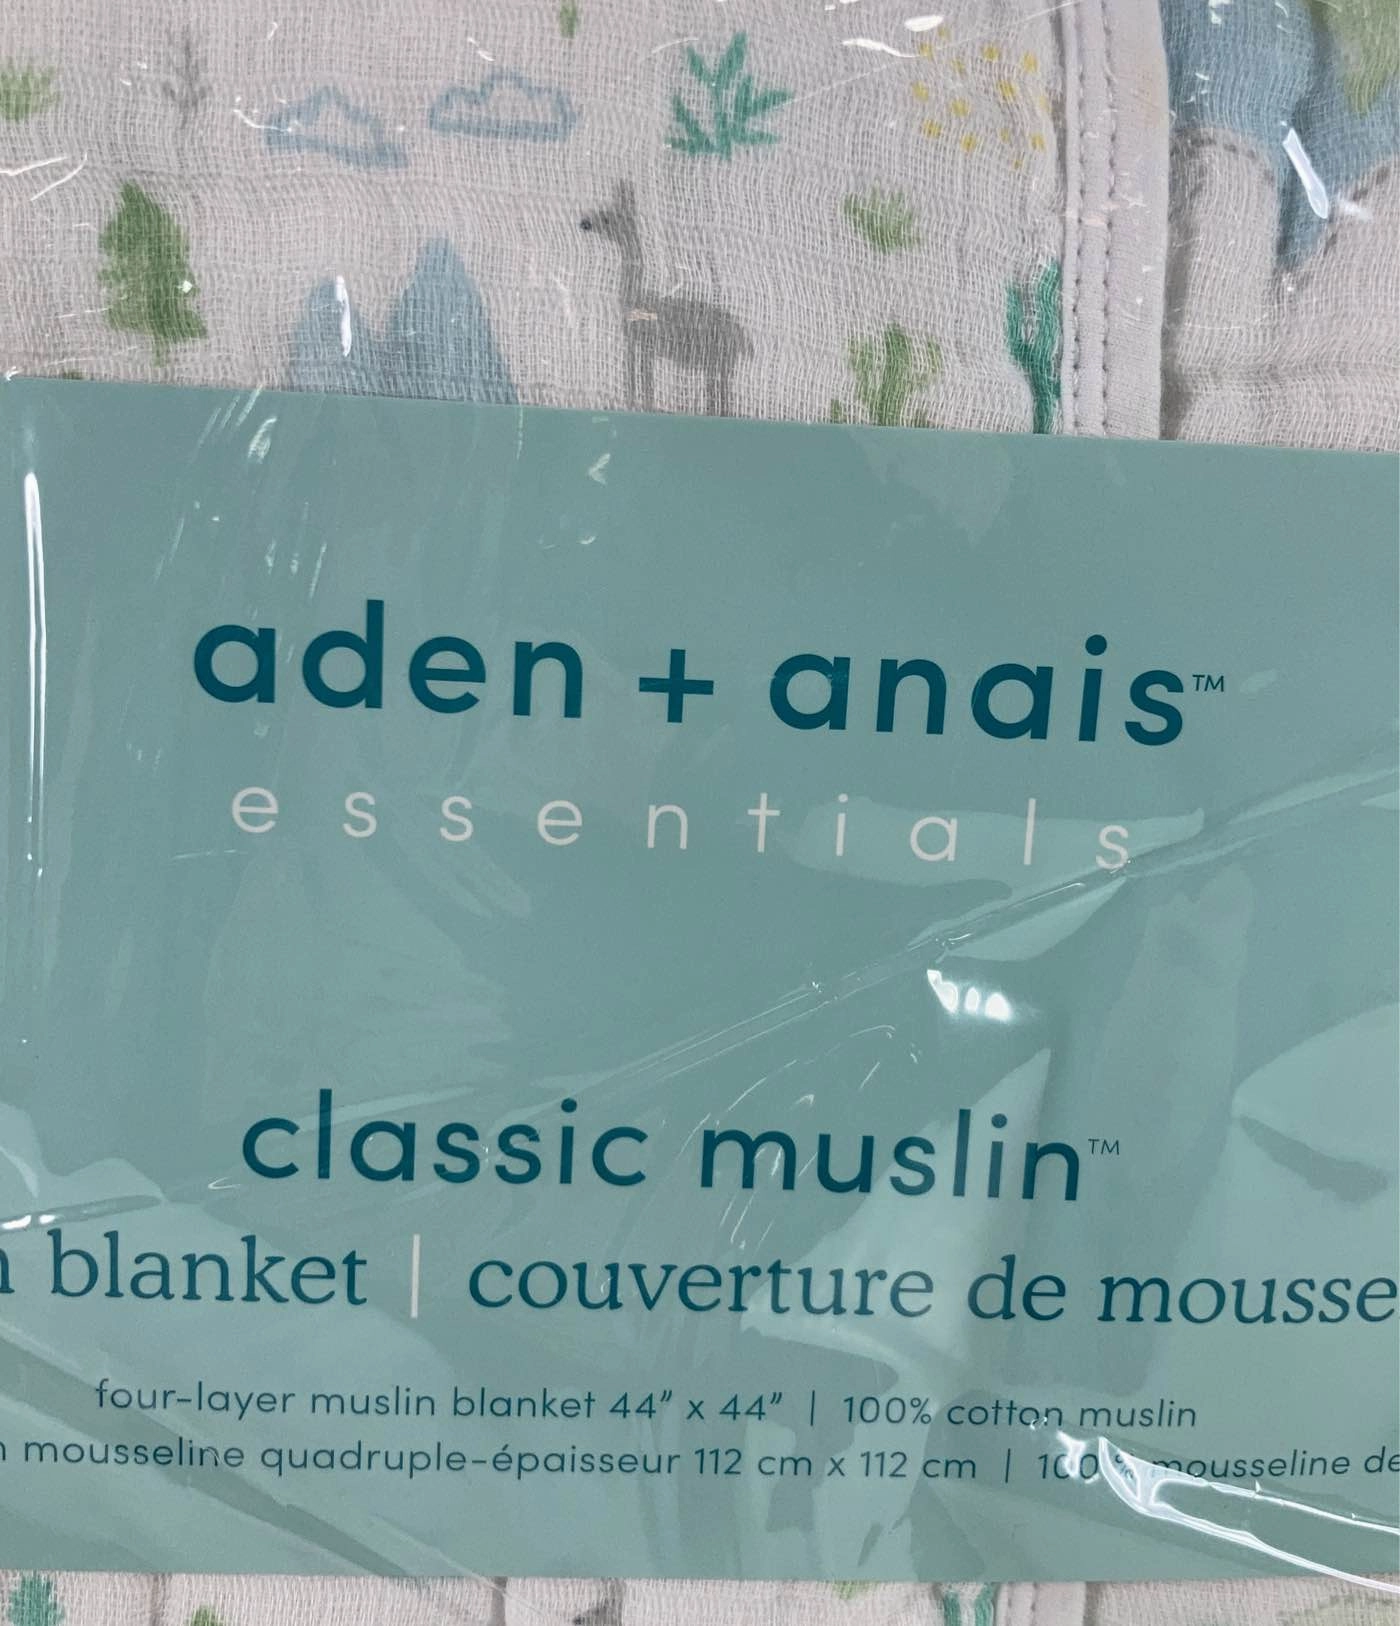 aden + anais™
essentials
classic muslin™
blanket | couverture de mousse
four-layer muslin blanket 44” x 44” | 100% cotton muslin
mousseline quadruple-épaisseur 112 cm x 112 cm | 100% mousseline de